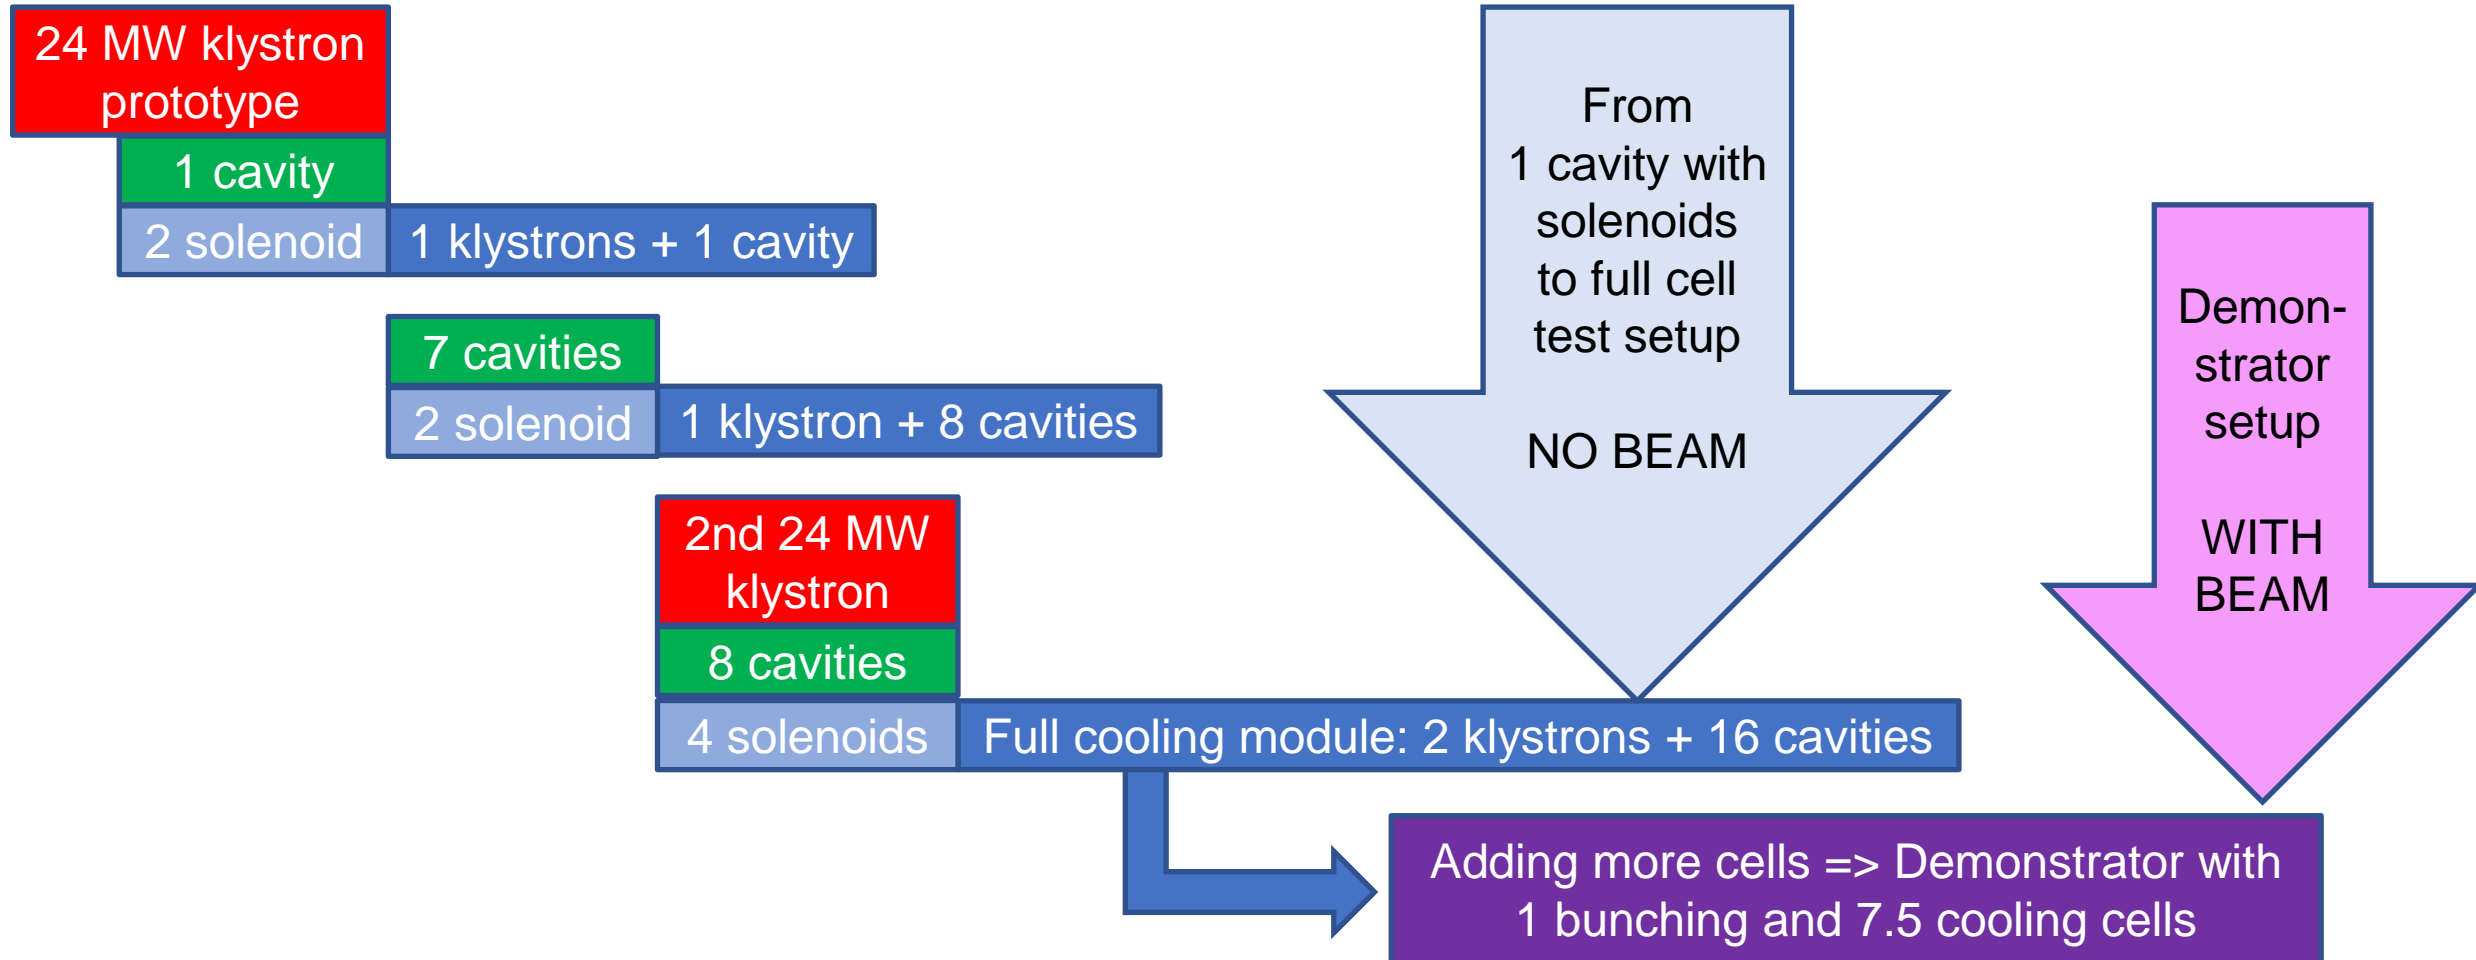 24 MW klystron
prototype
1 cavity
2 solenoid
1 klystrons + 1 cavity
7 cavities
2 solenoid
1 klystron + 8 cavities
2nd 24 MW
klystron
8 cavities
4 solenoids
Full cooling module: 2 klystrons + 16 cavities
From
1 cavity with
solenoids
to full cell
test setup
NO BEAM
Demon-
strator
setup
WITH
BEAM
Adding more cells => Demonstrator with
1 bunching and 7.5 cooling cells